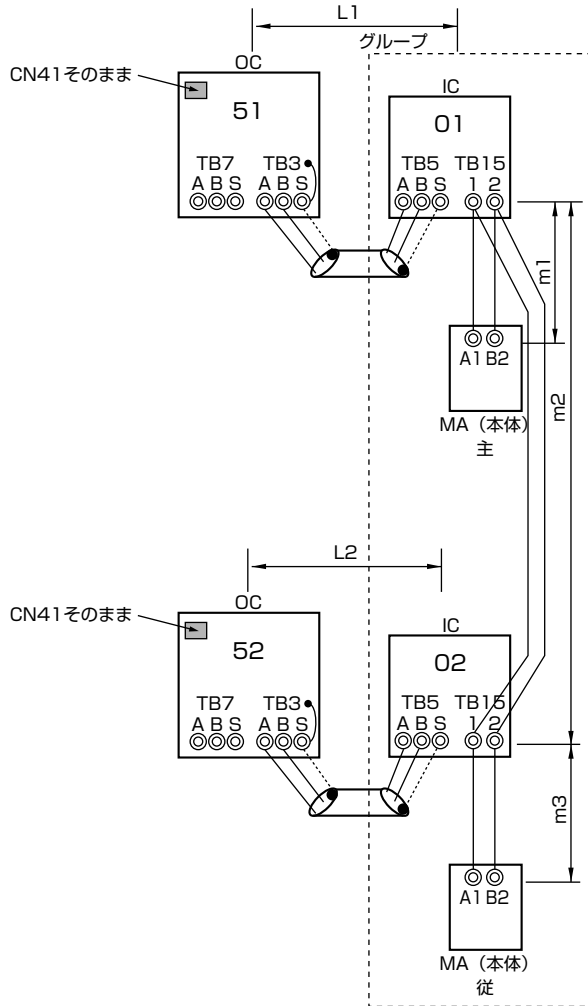 L1
グループ
OC
CN41そのまま
51
TB7 TB3
A B S A B S
IC
01
TB5 TB15
A B S 1 2
m1
m2
A1 B2
MA（本体）
主
L2
OC
CN41そのまま
52
TB7 TB3
A B S A B S
IC
02
TB5 TB15
A B S 1 2
m3
A1 B2
MA（本体）
従